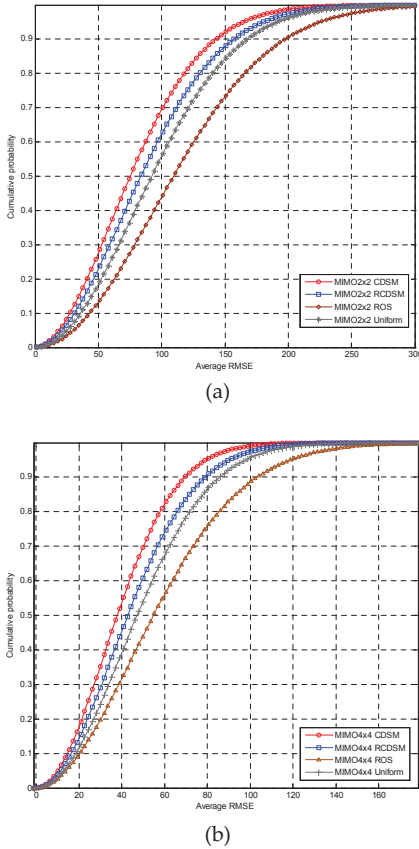 0.9
0.8
0.7
0.6
0.5
0.4
0.3
0.2
0.1
0
Cumulative probability
MIMO2x2 CDSM
MIMO2x2 RCDSM
MIMO2x2 ROS
MIMO2x2 Uniform
0 50 100 150 200 250 300
Average RMSE
(a)
0.9
0.8
0.7
0.6
0.5
0.4
0.3
0.2
0.1
0
Cumulative probability
MIMO4x4 CDSM
MIMO4x4 RCDSM
MIMO4x4 ROS
MIMO4x4 Uniform
0 20 40 60 80 100 120 140 160
Average RMSE
(b)